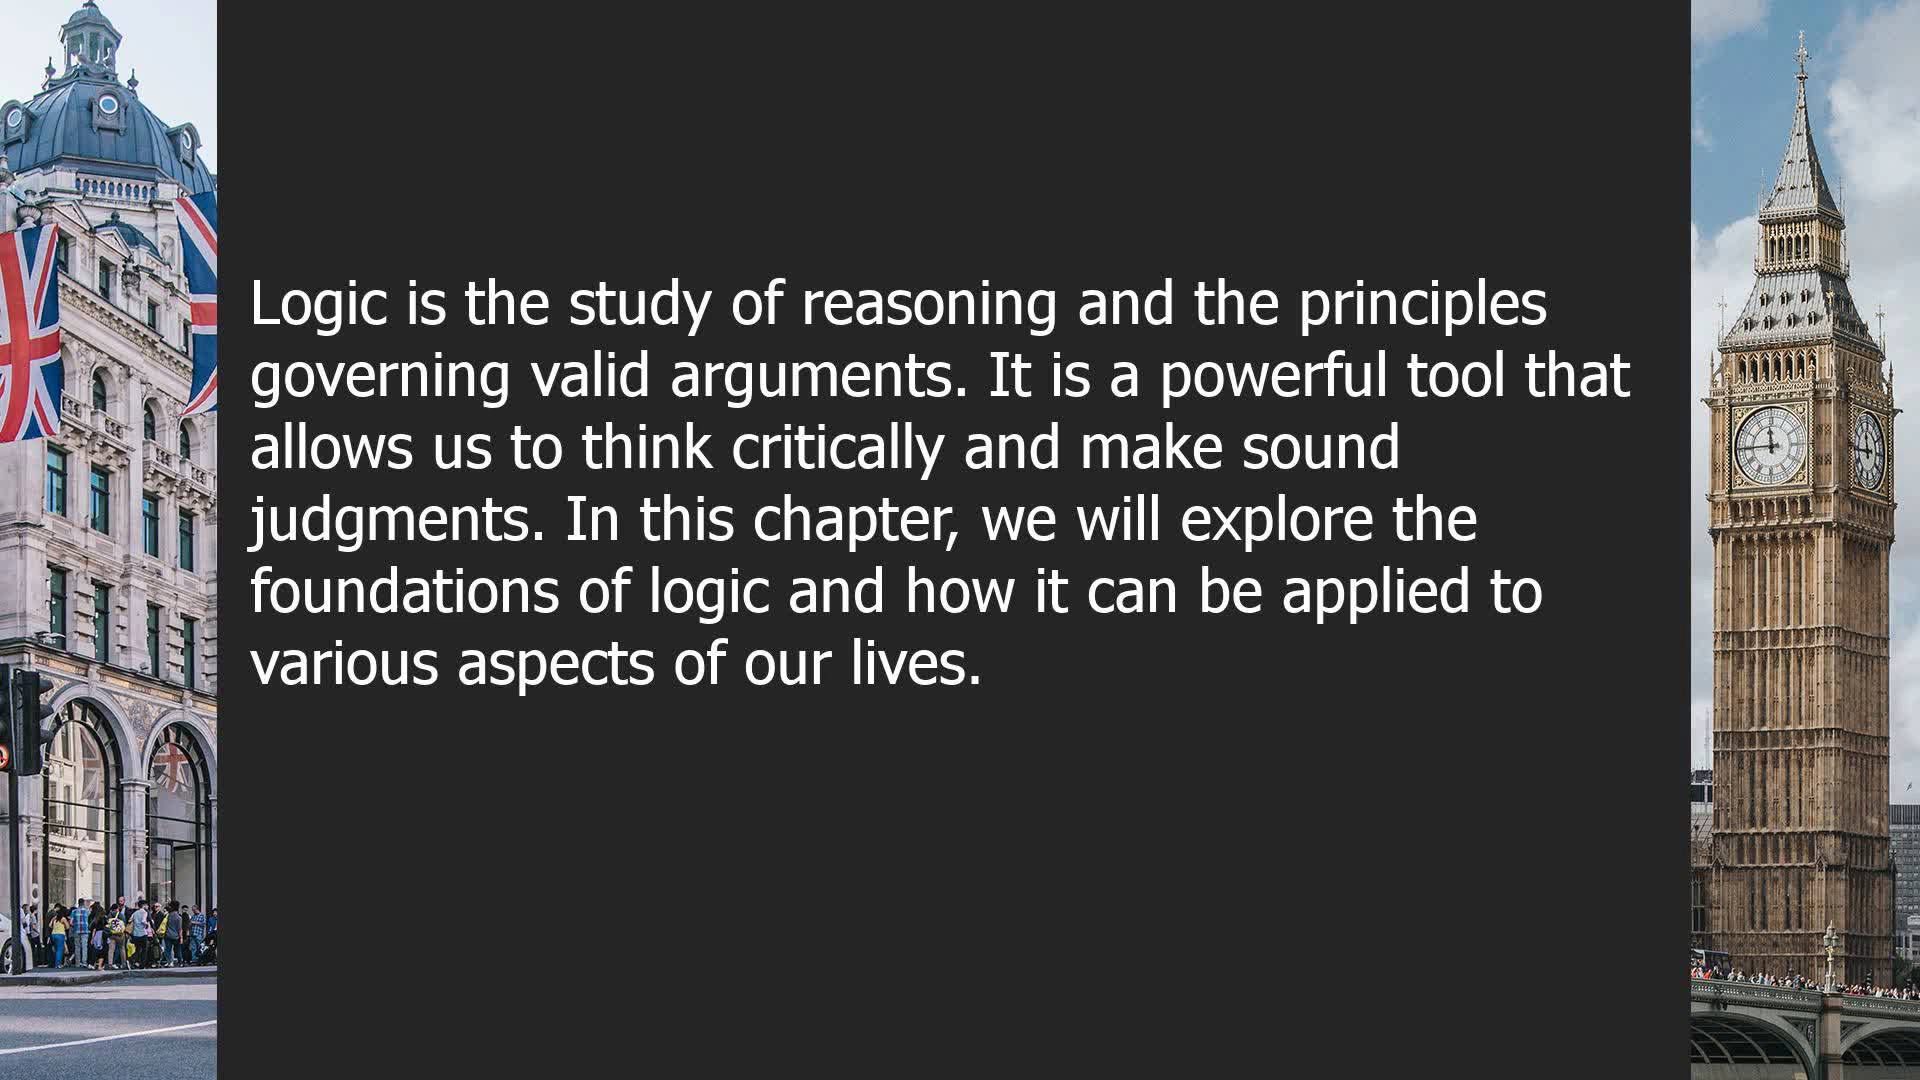 Logic is the study of reasoning and the principles
governing valid arguments. It is a powerful tool that
allows us to think critically and make sound
judgments. In this chapter, we will explore the
foundations of logic and how it can be applied to
various aspects of our lives.